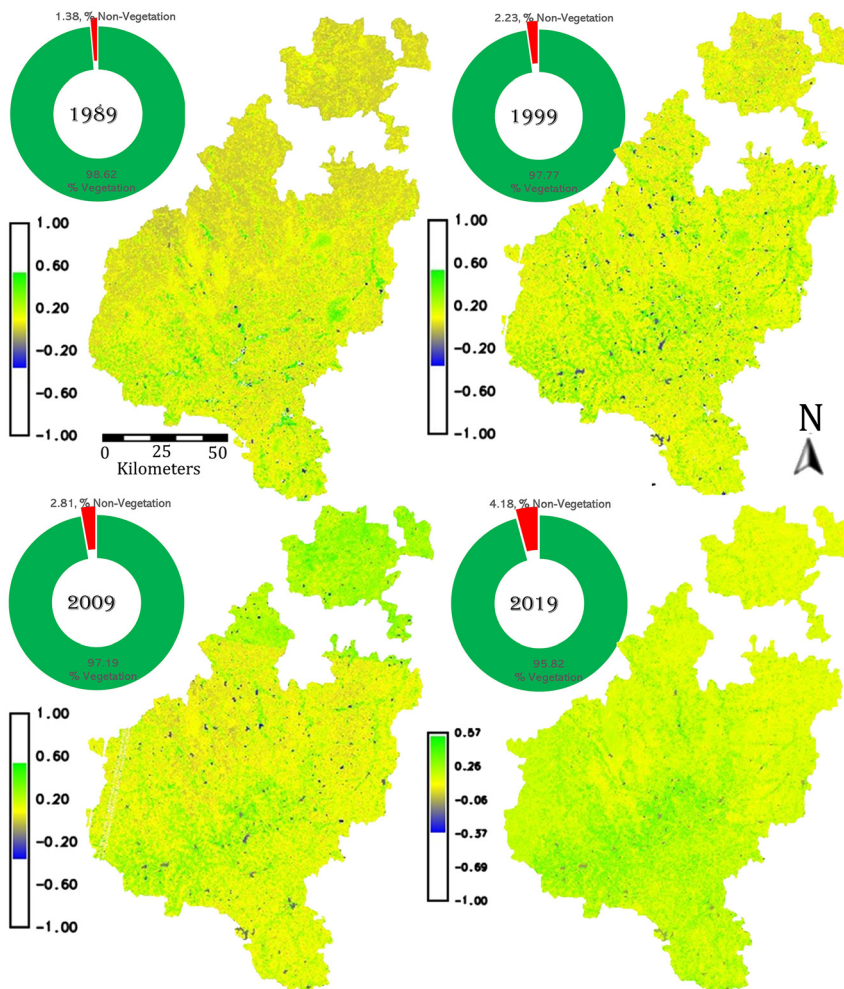 1.38, % Non-Vegetation
1989
98.62
% Vegetation
2.23, % Non-Vegetation
1999
97.77
% Vegetation
1.00
0.60
0.20
-0.20
-0.60
-1.00
1.00
0.60
0.20
-0.20
-0.60
-1.00
0 25 50
Kilometers
N
2.81, % Non-Vegetation
2009
97.19
% Vegetation
4.18, % Non-Vegetation
2019
95.82
% Vegetation
1.00
0.60
0.20
-0.20
-0.60
-1.00
0.57
0.26
-0.06
-0.37
-0.69
-1.00